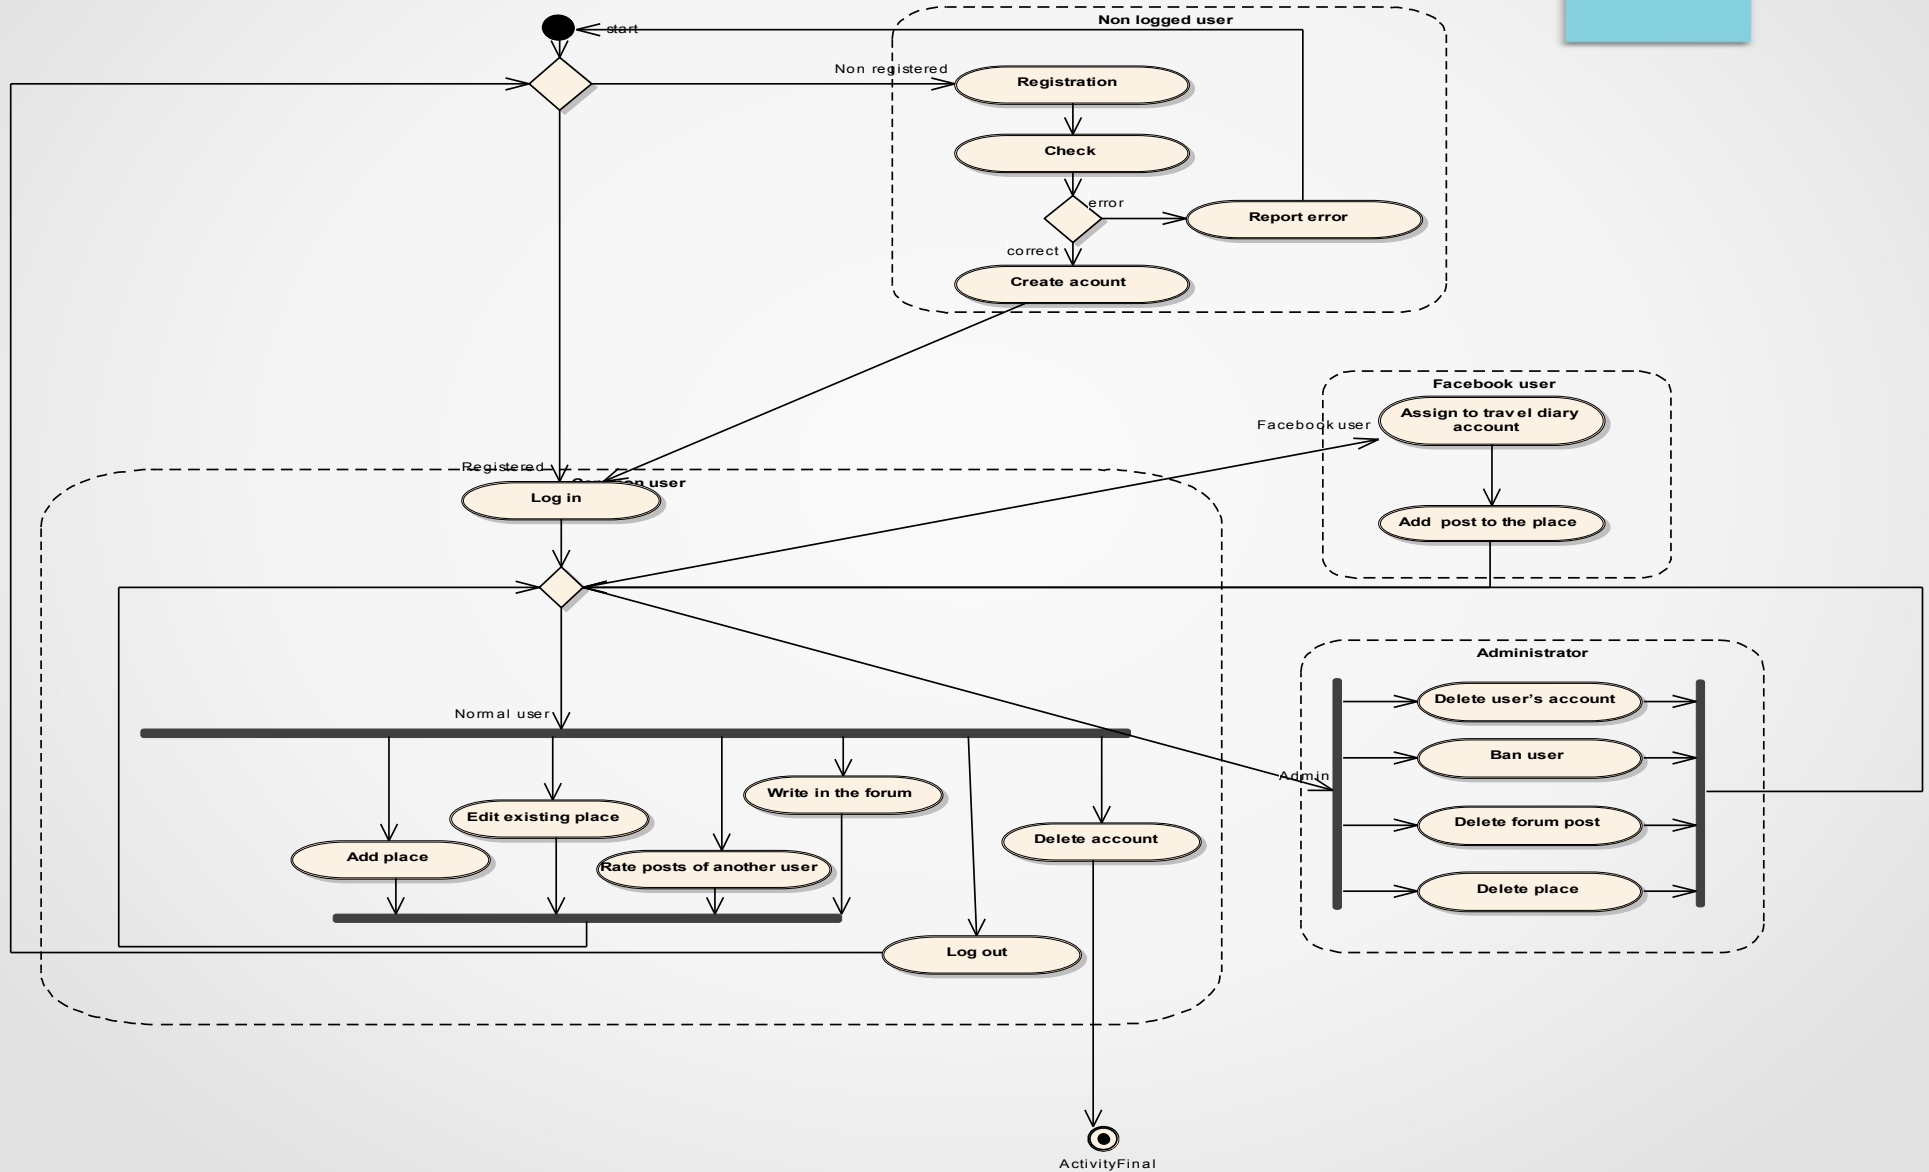 Non logged user
start
Non registered
Registration
Check
error
Report error
correct
Create acount
Facebook user
Assign to travel diary
account
Facebook user
Registered
user
Log in
Add post to the place
Administrator
Delete user's account
Normal user
Ban user
Admin
Write in the forum
Edit existing place
Delete forum post
Delete account
Add place
Rate posts of another user
Delete place
Log out
ActivityFinal